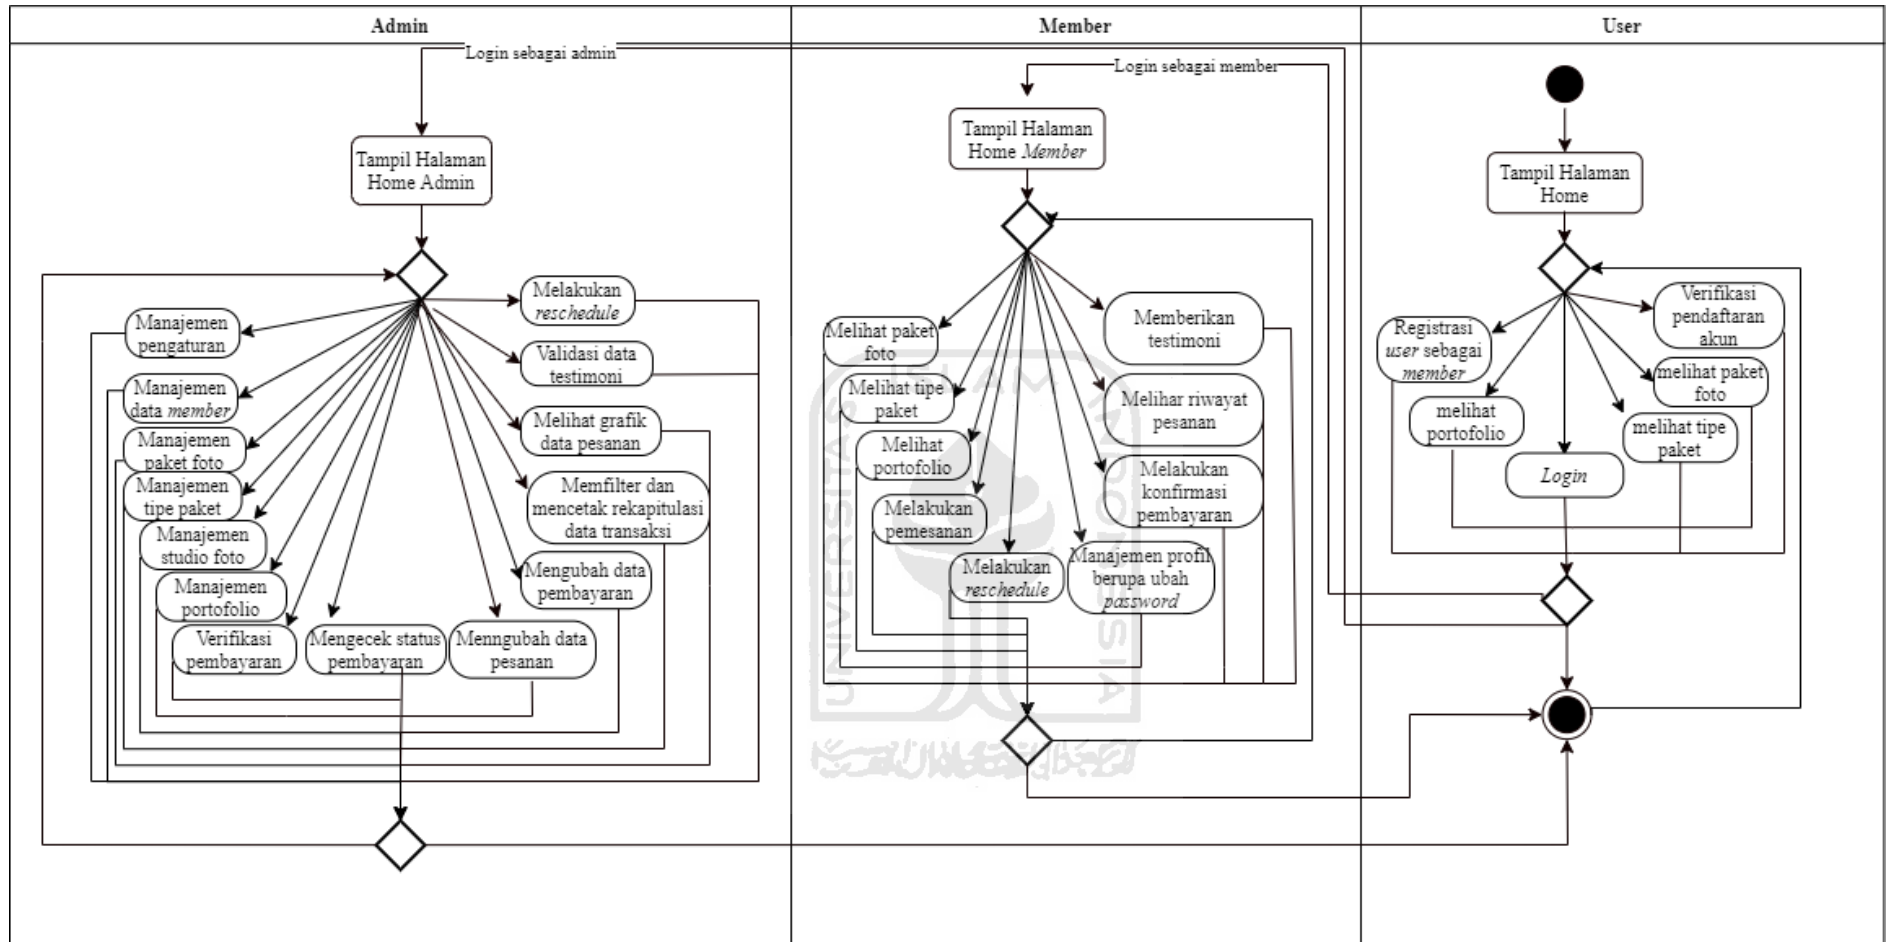 Admin
Member
User
Login sebagai admin
Login sebagai member
Tampil Halaman
Home Admin
Melakukan
reschedule
Manajemen
pengaturan
Validasi data
testimoni
Manajemen
data member
Melihat grafik
data pesanan
Manajemen
paket foto
Manajemen
tipe paket
Memfilter dan
mencetak rekapitulasi
data transaksi
Manajemen
studio foto
Mengubah data
pembayaran
Manajemen
portofolio
Verifikasi
pembayaran
Mengecek status
pembayaran
Menngubah data
pesanan
Tampil Halaman
Home Member
Melihat paket
foto
Memberikan
testimoni
Melihat tipe
paket
Melihar riwayat
pesanan
Melihat
portofolio
Melakukan
konfirmasi
pembayaran
Melakukan
pemesanan
Melakukan
reschedule
Manajemen profil
berupa ubah
password
Tampil Halaman
Home
Verifikasi
pendaftaran
akun
Registrasi
user sebagai
member
melihat paket
foto
melihat
portofolio
melihat tipe
paket
Login
ISLAM
UNIVERSITAS
INDONESIA